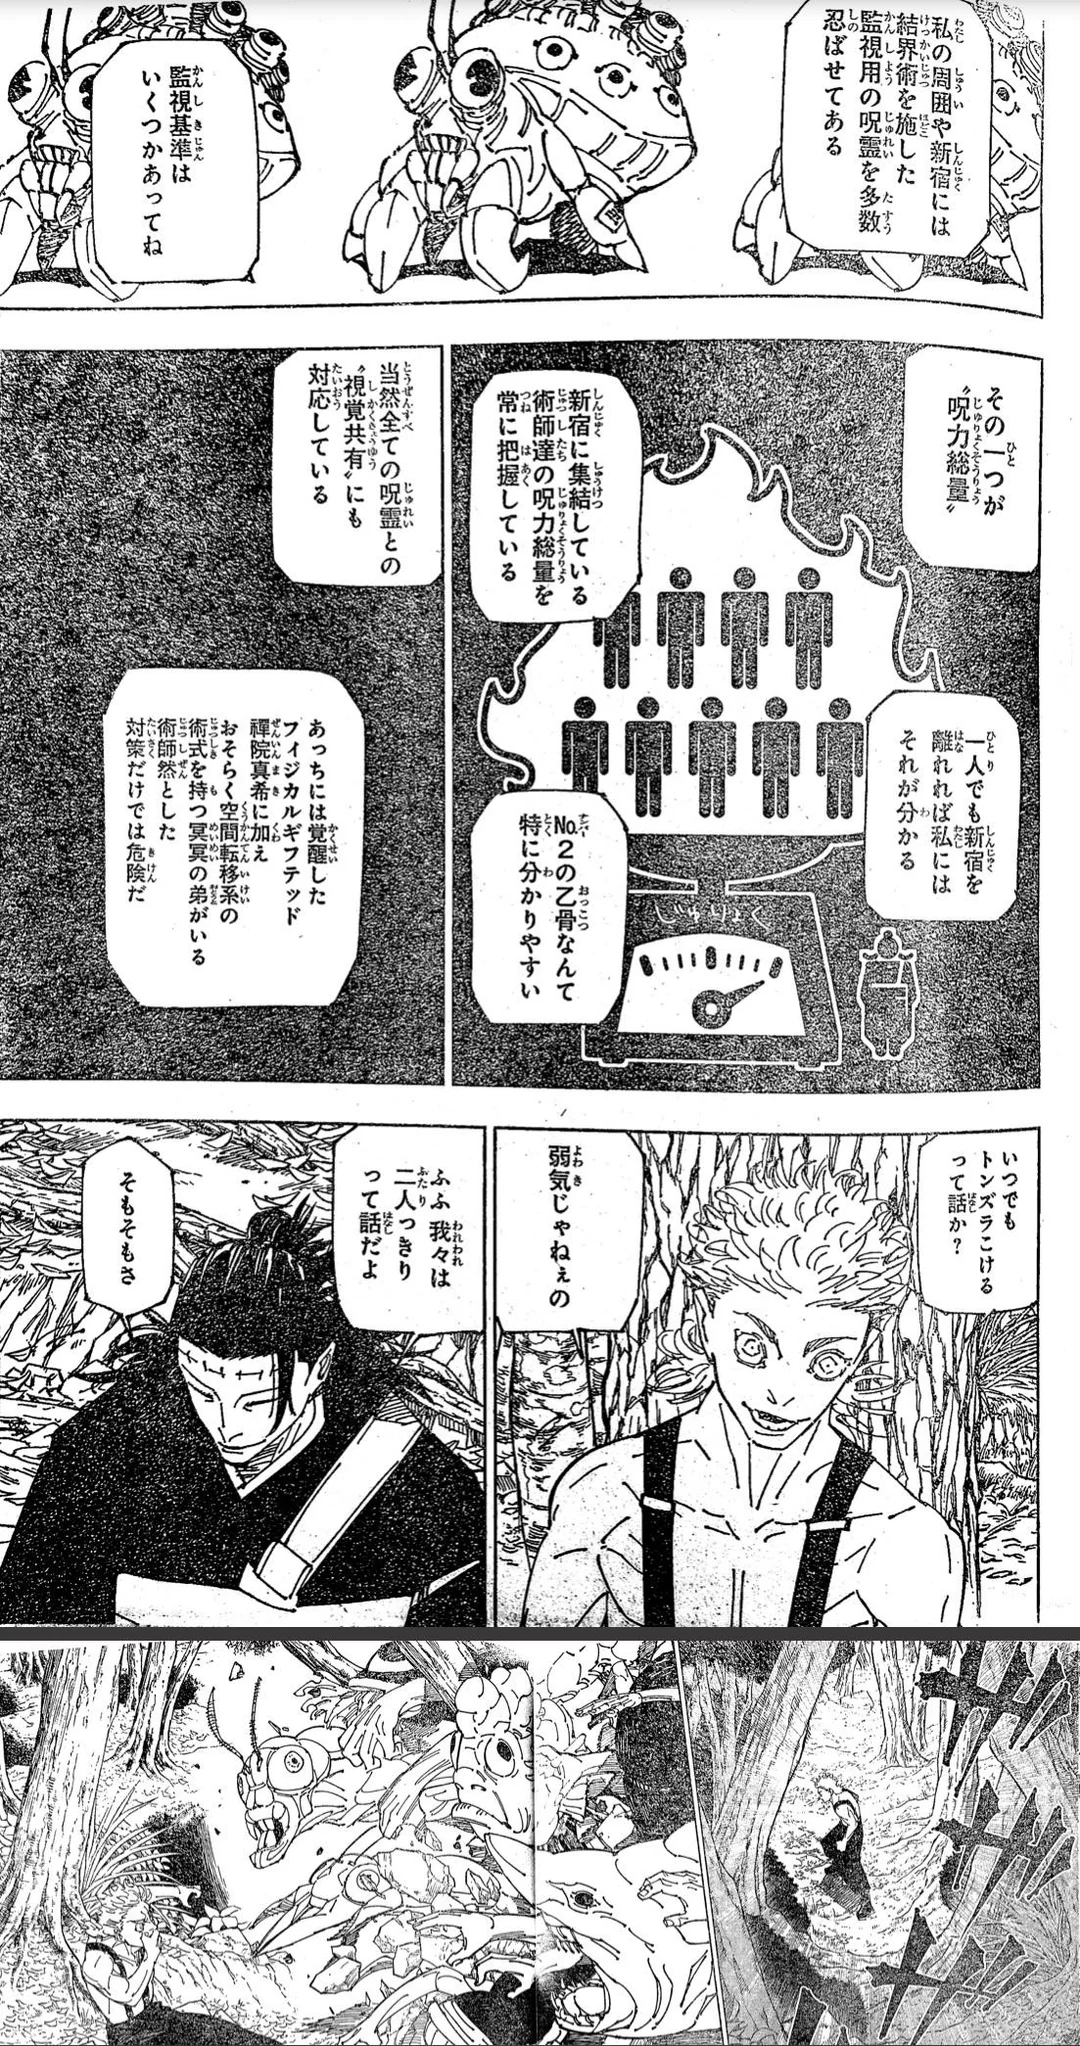 私の周囲や新宿には
結界術を施した
監視用の呪霊を多数
忍ばせてある
監視基準は
いくつかあってね
その一つが
〝呪力総量〟
新宿に集結している
術師達の呪力総量を
常に把握している
一人でも新宿を
離れれば私には
それが分かる
№2の乙骨なんて
特に分かりやすい
当然全ての呪霊との
〝視覚共有〟にも
対応している
あっちには覚醒した
フィジカルギフテッド
禪院真希に加え
おそらく空間転移系の
術式を持つ冥冥の弟がいる
術師然とした
対策だけでは危険だ
いつでも
トンズラこける
って話か?
弱気じゃねぇの
ふふ 我々は
二人っきり
って話だよ
そもそもさ